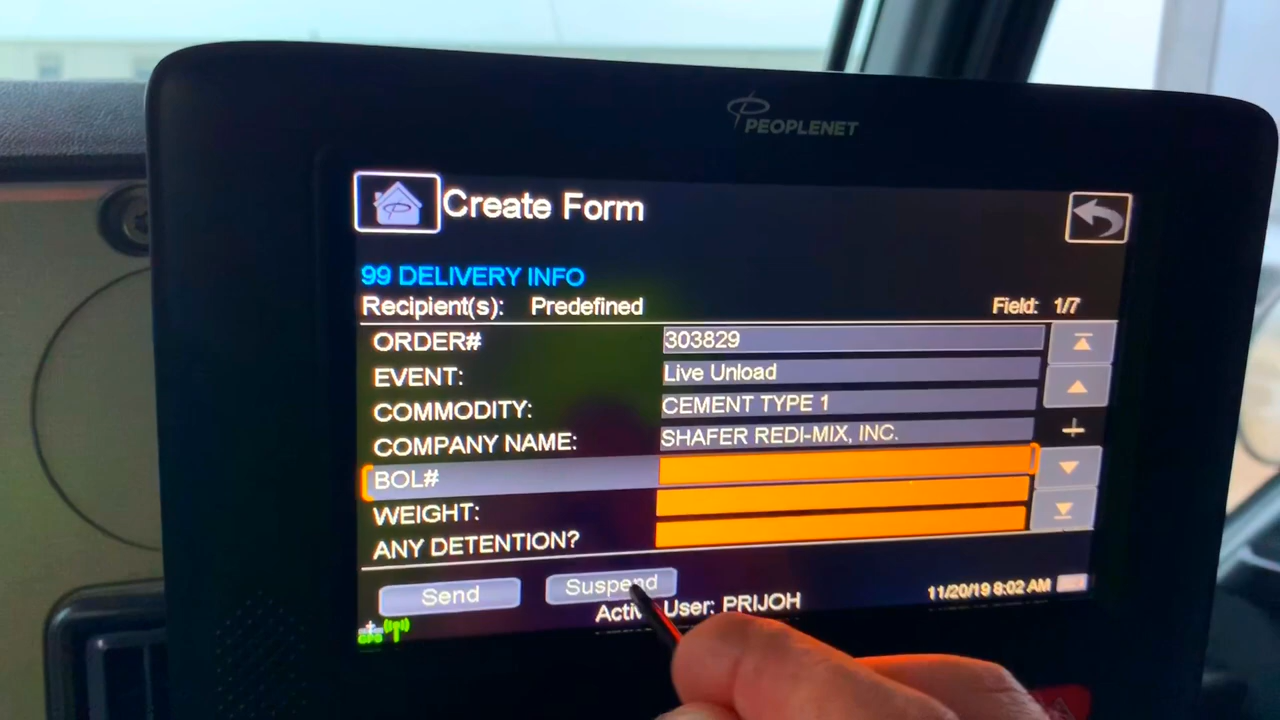 PEOPLENET
Create Form
99 DELIVERY INFO
Recipient(s): Predefined Field: 1/7
ORDER# 303829
EVENT: Live Unload
COMMODITY: CEMENT TYPE 1
COMPANY NAME: SHAFER REDI-MIX, INC.
BOL#
WEIGHT:
ANY DETENTION?
Send Suspend
User: PRIJOH 11/20/19 8:02 AM
GPS